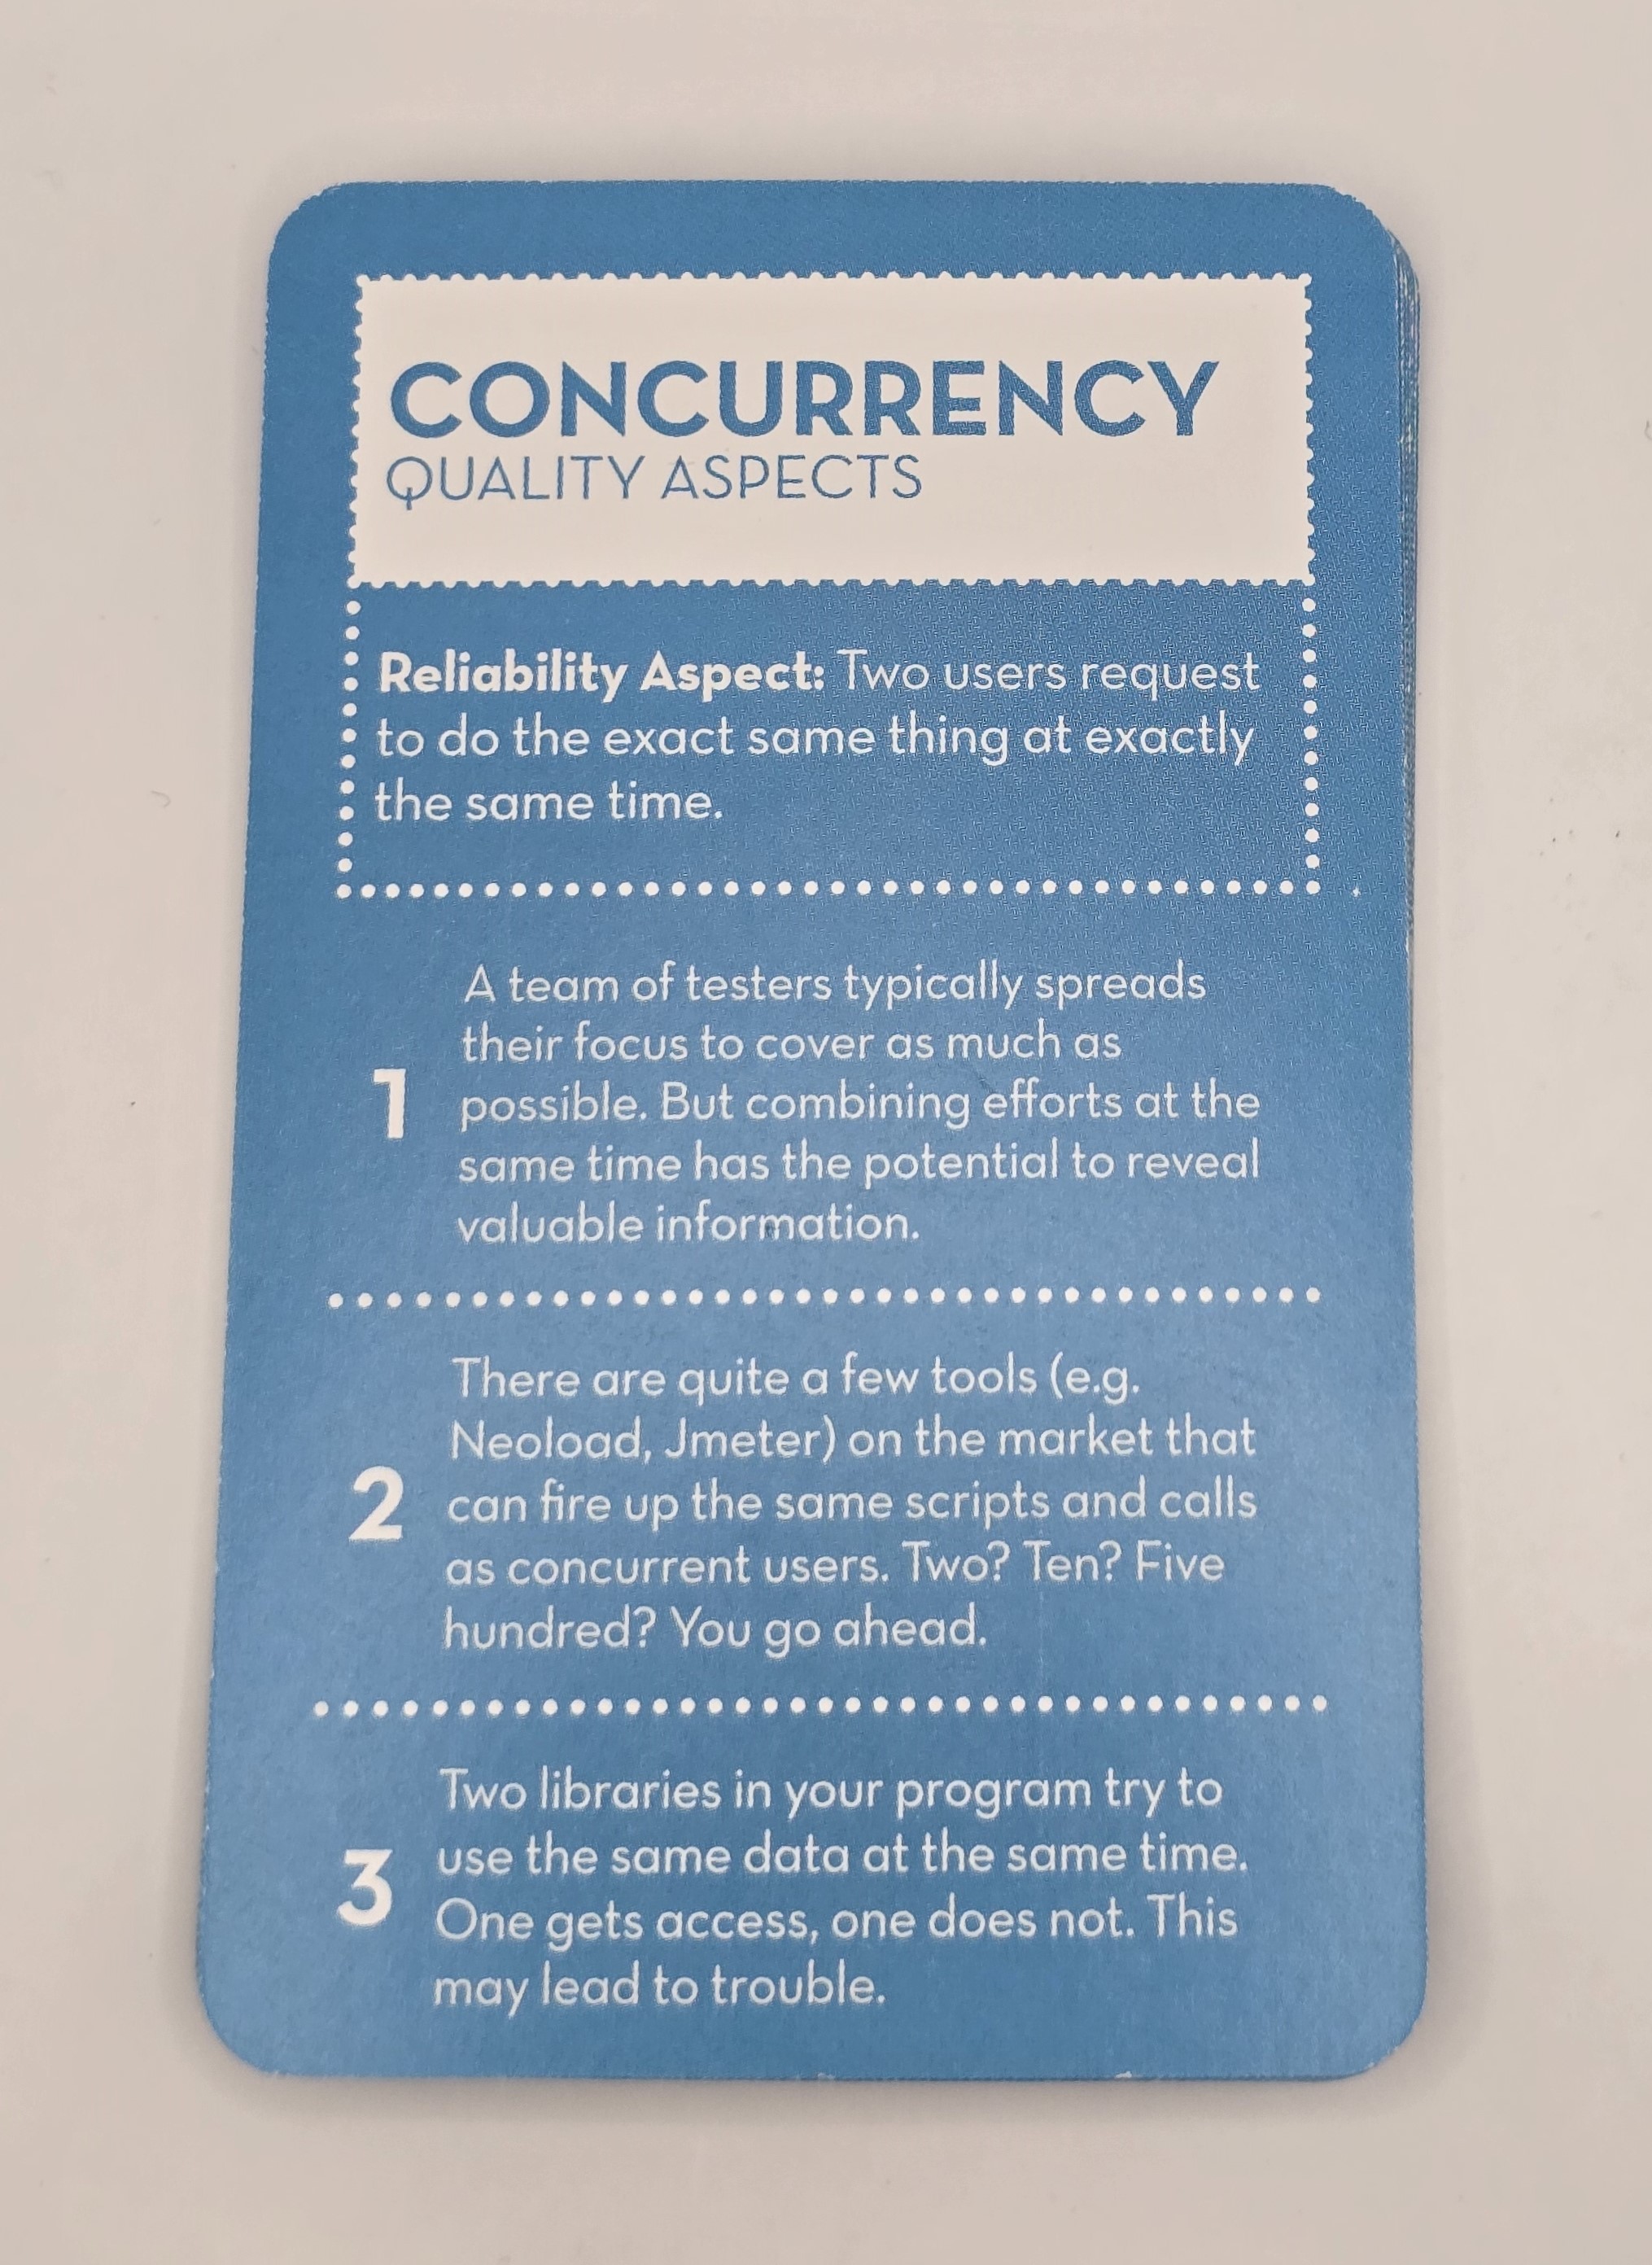 CONCURRENCY
QUALITY ASPECTS
Reliability Aspect: Two users request
to do the exact same thing at exactly
the same time.
1
A team of testers typically spreads
their focus to cover as much as
possible. But combining efforts at the
same time has the potential to reveal
valuable information.
2
There are quite a few tools (e.g.
Neoload, Jmeter) on the market that
can fire up the same scripts and calls
as concurrent users. Two? Ten? Five
hundred? You go ahead.
3
Two libraries in your program try to
use the same data at the same time.
One gets access, one does not. This
may lead to trouble.